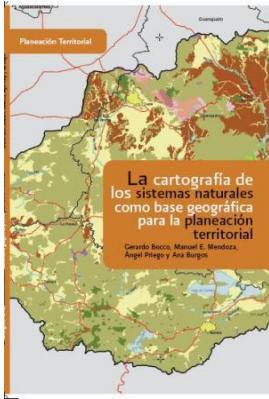 Guanajuato
Planeación Territorial
La cartografía de
los sistemas naturales
como base geográfica
para la planeación
territorial
Gerardo Bocco, Manuel E. Mendoza,
Ángel Priego y Ana Burgos